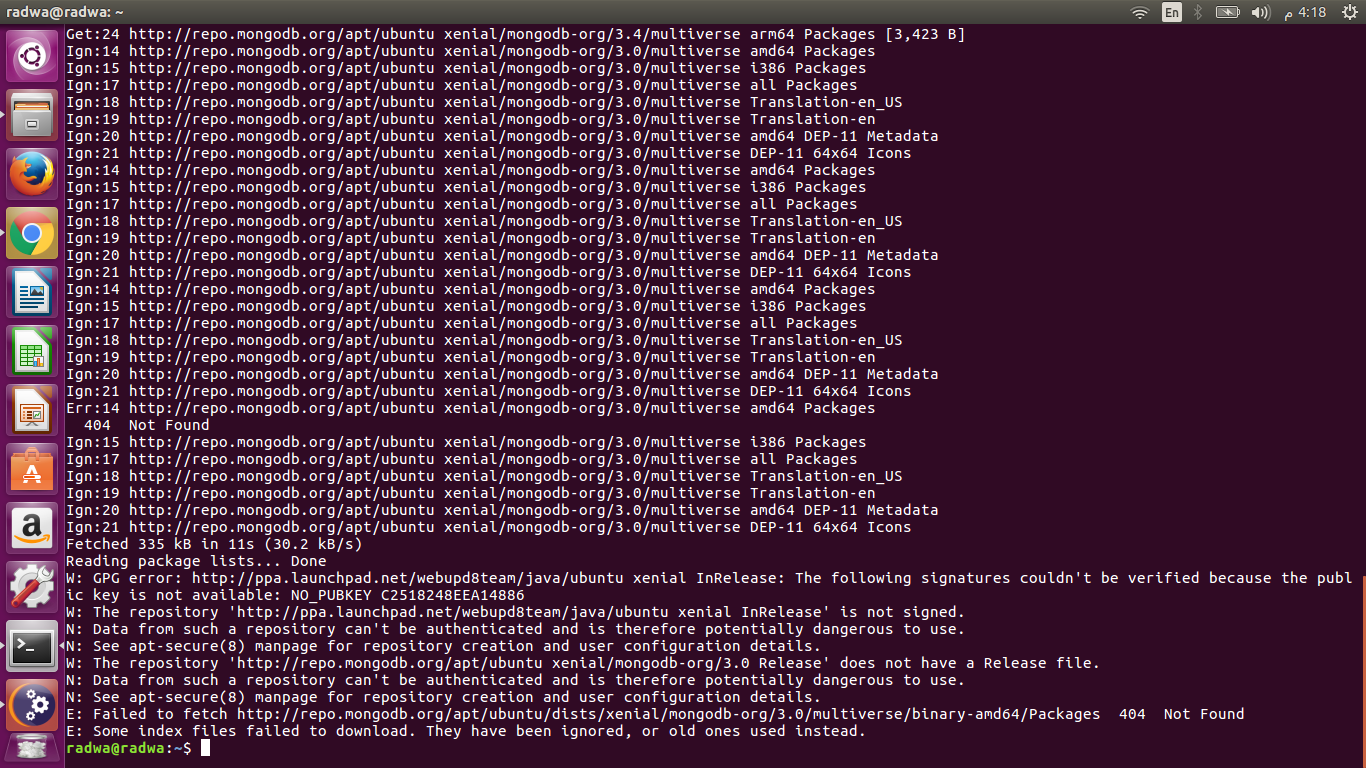 radwa@radwa: ~
En
4:18 م
Get:24 http://repo.mongodb.org/apt/ubuntu xenial/mongodb-org/3.4/multiverse arm64 Packages [3,423 B]
Ign:14 http://repo.mongodb.org/apt/ubuntu xenial/mongodb-org/3.0/multiverse amd64 Packages
Ign:15 http://repo.mongodb.org/apt/ubuntu xenial/mongodb-org/3.0/multiverse i386 Packages
Ign:17 http://repo.mongodb.org/apt/ubuntu xenial/mongodb-org/3.0/multiverse all Packages
Ign:18 http://repo.mongodb.org/apt/ubuntu xenial/mongodb-org/3.0/multiverse Translation-en_US
Ign:19 http://repo.mongodb.org/apt/ubuntu xenial/mongodb-org/3.0/multiverse Translation-en
Ign:20 http://repo.mongodb.org/apt/ubuntu xenial/mongodb-org/3.0/multiverse amd64 DEP-11 Metadata
Ign:21 http://repo.mongodb.org/apt/ubuntu xenial/mongodb-org/3.0/multiverse DEP-11 64x64 Icons
Ign:14 http://repo.mongodb.org/apt/ubuntu xenial/mongodb-org/3.0/multiverse amd64 Packages
Ign:15 http://repo.mongodb.org/apt/ubuntu xenial/mongodb-org/3.0/multiverse i386 Packages
Ign:17 http://repo.mongodb.org/apt/ubuntu xenial/mongodb-org/3.0/multiverse all Packages
Ign:18 http://repo.mongodb.org/apt/ubuntu xenial/mongodb-org/3.0/multiverse Translation-en_US
Ign:19 http://repo.mongodb.org/apt/ubuntu xenial/mongodb-org/3.0/multiverse Translation-en
Ign:20 http://repo.mongodb.org/apt/ubuntu xenial/mongodb-org/3.0/multiverse amd64 DEP-11 Metadata
Ign:21 http://repo.mongodb.org/apt/ubuntu xenial/mongodb-org/3.0/multiverse DEP-11 64x64 Icons
Ign:14 http://repo.mongodb.org/apt/ubuntu xenial/mongodb-org/3.0/multiverse amd64 Packages
Ign:15 http://repo.mongodb.org/apt/ubuntu xenial/mongodb-org/3.0/multiverse i386 Packages
Ign:17 http://repo.mongodb.org/apt/ubuntu xenial/mongodb-org/3.0/multiverse all Packages
Ign:18 http://repo.mongodb.org/apt/ubuntu xenial/mongodb-org/3.0/multiverse Translation-en_US
Ign:19 http://repo.mongodb.org/apt/ubuntu xenial/mongodb-org/3.0/multiverse Translation-en
Ign:20 http://repo.mongodb.org/apt/ubuntu xenial/mongodb-org/3.0/multiverse amd64 DEP-11 Metadata
Ign:21 http://repo.mongodb.org/apt/ubuntu xenial/mongodb-org/3.0/multiverse DEP-11 64x64 Icons
Err:14 http://repo.mongodb.org/apt/ubuntu xenial/mongodb-org/3.0/multiverse amd64 Packages
  404  Not Found
Ign:15 http://repo.mongodb.org/apt/ubuntu xenial/mongodb-org/3.0/multiverse i386 Packages
Ign:17 http://repo.mongodb.org/apt/ubuntu xenial/mongodb-org/3.0/multiverse all Packages
Ign:18 http://repo.mongodb.org/apt/ubuntu xenial/mongodb-org/3.0/multiverse Translation-en_US
Ign:19 http://repo.mongodb.org/apt/ubuntu xenial/mongodb-org/3.0/multiverse Translation-en
Ign:20 http://repo.mongodb.org/apt/ubuntu xenial/mongodb-org/3.0/multiverse amd64 DEP-11 Metadata
Ign:21 http://repo.mongodb.org/apt/ubuntu xenial/mongodb-org/3.0/multiverse DEP-11 64x64 Icons
Fetched 335 kB in 11s (30.2 kB/s)
Reading package lists... Done
W: GPG error: http://ppa.launchpad.net/webupd8team/java/ubuntu xenial InRelease: The following signatures couldn't be verified because the publ
ic key is not available: NO_PUBKEY C2518248EEA14886
W: The repository 'http://ppa.launchpad.net/webupd8team/java/ubuntu xenial InRelease' is not signed.
N: Data from such a repository can't be authenticated and is therefore potentially dangerous to use.
N: See apt-secure(8) manpage for repository creation and user configuration details.
W: The repository 'http://repo.mongodb.org/apt/ubuntu xenial/mongodb-org/3.0 Release' does not have a Release file.
N: Data from such a repository can't be authenticated and is therefore potentially dangerous to use.
N: See apt-secure(8) manpage for repository creation and user configuration details.
E: Failed to fetch http://repo.mongodb.org/apt/ubuntu/dists/xenial/mongodb-org/3.0/multiverse/binary-amd64/Packages  404  Not Found
E: Some index files failed to download. They have been ignored, or old ones used instead.
radwa@radwa:~$